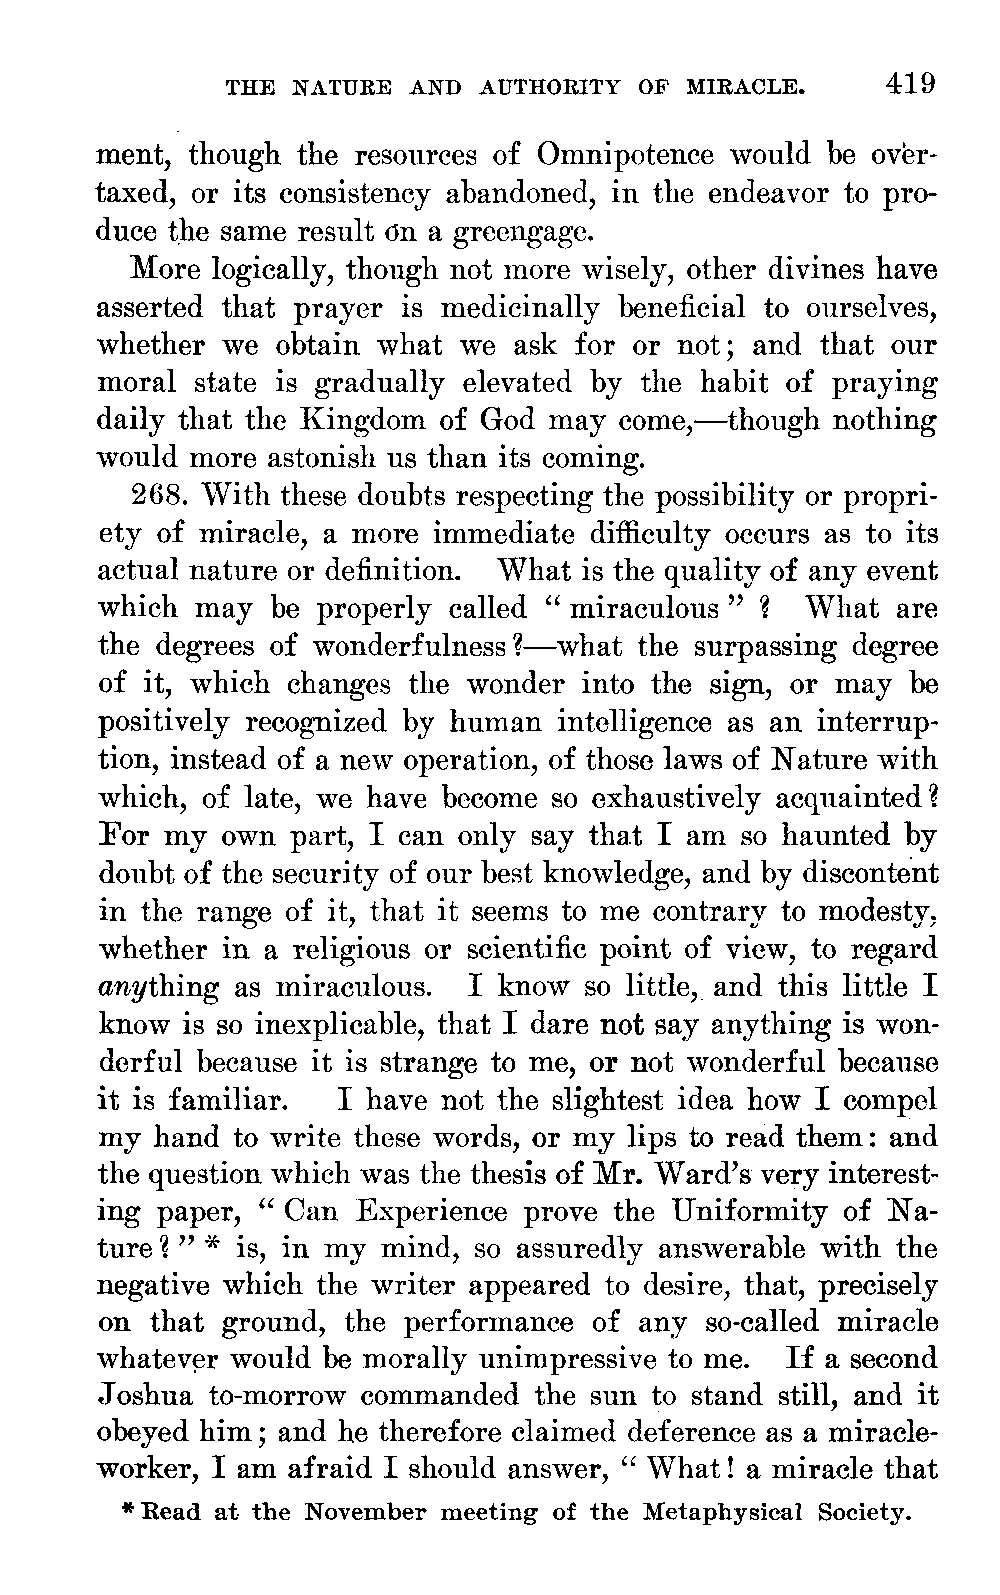 THE NATURE AND AUTHORITY OF MIRACLE. 419
ment, though the resources of Omnipotence would be over-
taxed, or its consistency abandoned, in the endeavor to pro-
duce the same result on a greengage.
More logically, though not more wisely, other divines have
asserted that prayer is medicinally beneficial to ourselves,
whether we obtain what we ask for or not; and that our
moral state is gradually elevated by the habit of praying
daily that the Kingdom of God may come,—though nothing
would more astonish us than its coming.
268. With these doubts respecting the possibility or propri-
ety of miracle, a more immediate difficulty occurs as to its
actual nature or definition. What is the quality of any event
which may be properly called “ miraculous ” ? What are
the degrees of wonderfulness ?—what the surpassing degree
of it, which changes the wonder into the sign, or may be
positively recognized by human intelligence as an interrup-
tion, instead of a new operation, of those laws of Nature with
which, of late, we have become so exhaustively acquainted ?
For my own part, I can only say that I am so haunted by
doubt of the security of our best knowledge, and by discontent
in the range of it, that it seems to me contrary to modesty,
whether in a religious or scientific point of view, to regard
anything as miraculous. I know so little, and this little I
know is so inexplicable, that I dare not say anything is won-
derful because it is strange to me, or not wonderful because
it is familiar. I have not the slightest idea how I compel
my hand to write these words, or my lips to read them: and
the question which was the thesis of Mr. Ward’s very interest-
ing paper, “ Can Experience prove the Uniformity of Na-
ture ? ” * is, in my mind, so assuredly answerable with the
negative which the writer appeared to desire, that, precisely
on that ground, the performance of any so-called miracle
whatever would be morally unimpressive to me. If a second
Joshua to-morrow commanded the sun to stand still, and it
obeyed him ; and he therefore claimed deference as a miracle-
worker, I am afraid I should answer, “ What! a miracle that
* Read at the November meeting of the Metaphysical Society.